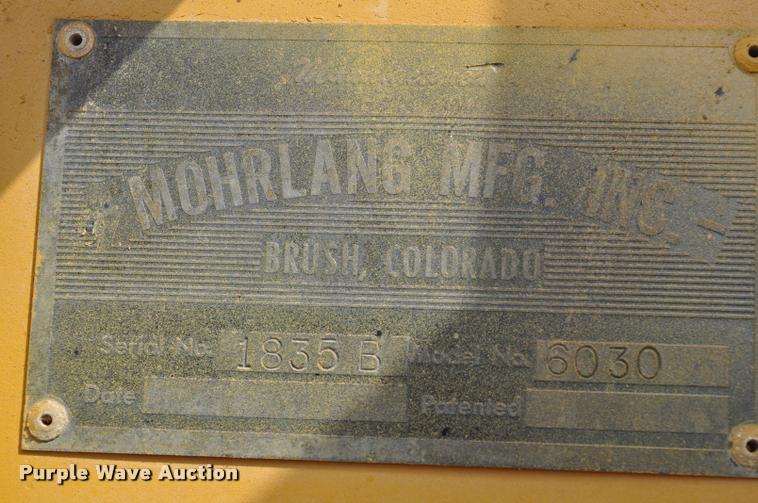 MOHRLANG MFG. INC.
BRUSH, COLORADO
Serial No. 1835 B Model No. 6030
Date Patented
Purple Wave Auction